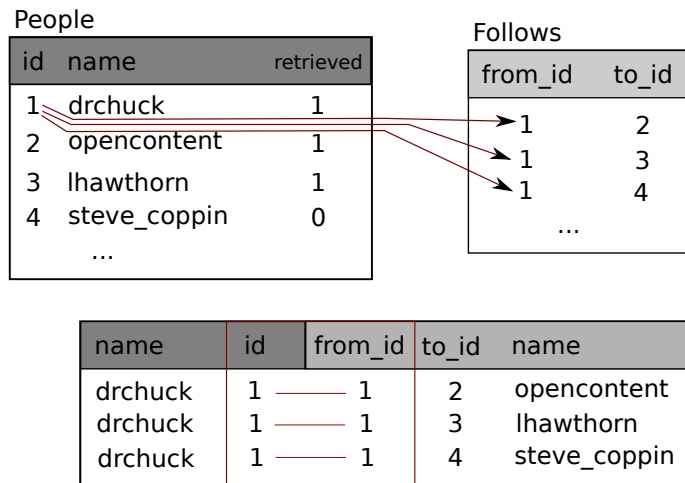 People
id name retrieved
1 drchuck 1
2 opencontent 1
3 lhawthorn 1
4 steve_coppin 0
...
Follows
from_id to_id
1 2
1 3
1 4
...
name id from_id to_id name
drchuck 1 1 2 opencontent
drchuck 1 1 3 lhawthorn
drchuck 1 1 4 steve_coppin